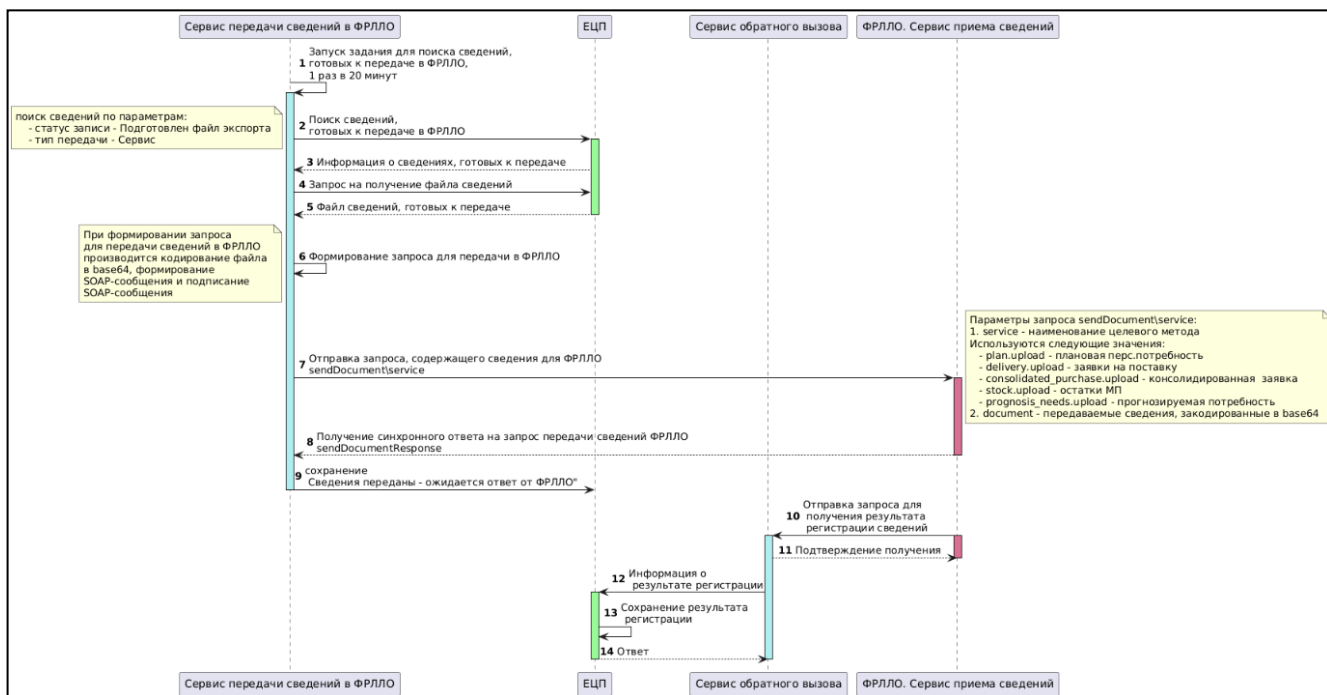 Сервис передачи сведений в ФРЛЛО
ЕЦП
Сервис обратного вызова
ФРЛЛО. Сервис приема сведений
Запуск задания для поиска сведений,
1 готовых к передаче в ФРЛЛО,
1 раз в 20 минут
поиск сведений по параметрам:
- статус записи - Подготовлен файл экспорта
- тип передачи - Сервис
2 Поиск сведений,
готовых к передаче в ФРЛЛО
3 Информация о сведениях, готовых к передаче
4 Запрос на получение файла сведений
5 Файл сведений, готовых к передаче
При формировании запроса
для передачи сведений в ФРЛЛО
производится кодирование файла
в base64, формирование
SOAP-сообщения и подписание
SOAP-сообщения
6 Формирование запроса для передачи в ФРЛЛО
Параметры запроса sendDocument\service:
1. service - наименование целевого метода
Используются следующие значения:
- plan.upload - плановая перс.потребность
- delivery.upload - заявки на поставку
- consolidated_purchase.upload - консолидированная заявка
- stock.upload - остатки МП
- prognosis_needs.upload - прогнозируемая потребность
2. document - передаваемые сведения, закодированные в base64
7 Отправка запроса, содержащего сведения для ФРЛЛО
sendDocument\service
8 Получение синхронного ответа на запрос передачи сведений ФРЛЛО
sendDocumentResponse
9 сохранение
Сведения переданы - ожидается ответ от ФРЛЛО"
Отправка запроса для
10 получения результата
регистрации сведений
11 Подтверждение получения
12 Информация о
результате регистрации
13 Сохранение результата
регистрации
14 Ответ
Сервис передачи сведений в ФРЛЛО
ЕЦП
Сервис обратного вызова
ФРЛЛО. Сервис приема сведений